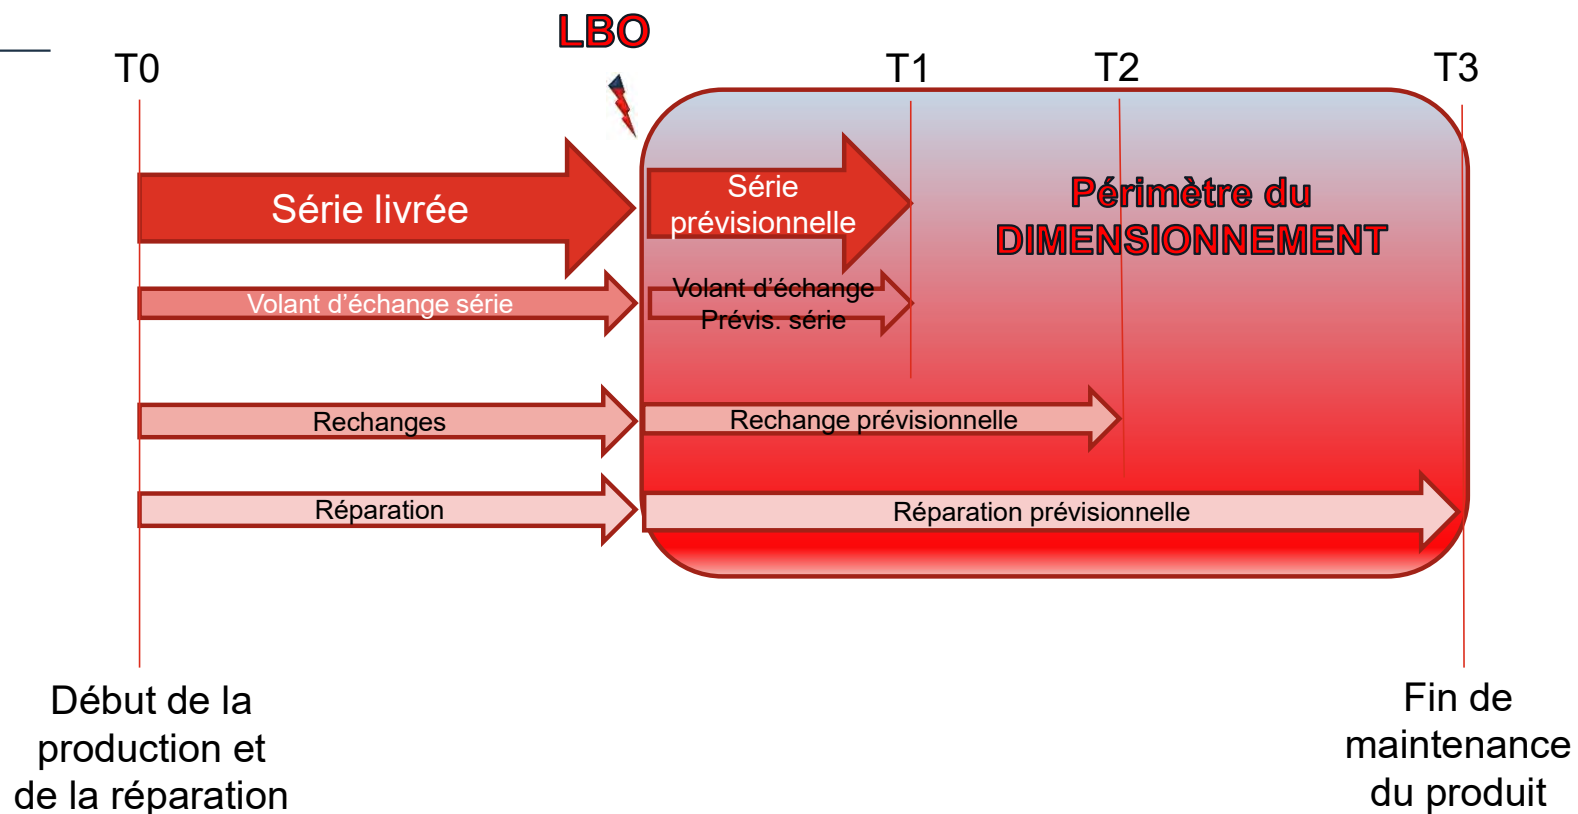 LBO
T0
T1
T2
T3
Série livrée
Série
prévisionnelle
Périmètre du
DIMENSIONNEMENT
Volant d’échange série
Volant d’échange
Prévis. série
Rechanges
Rechange prévisionnelle
Réparation
Réparation prévisionnelle
Début de la
production et
de la réparation
Fin de
maintenance
du produit